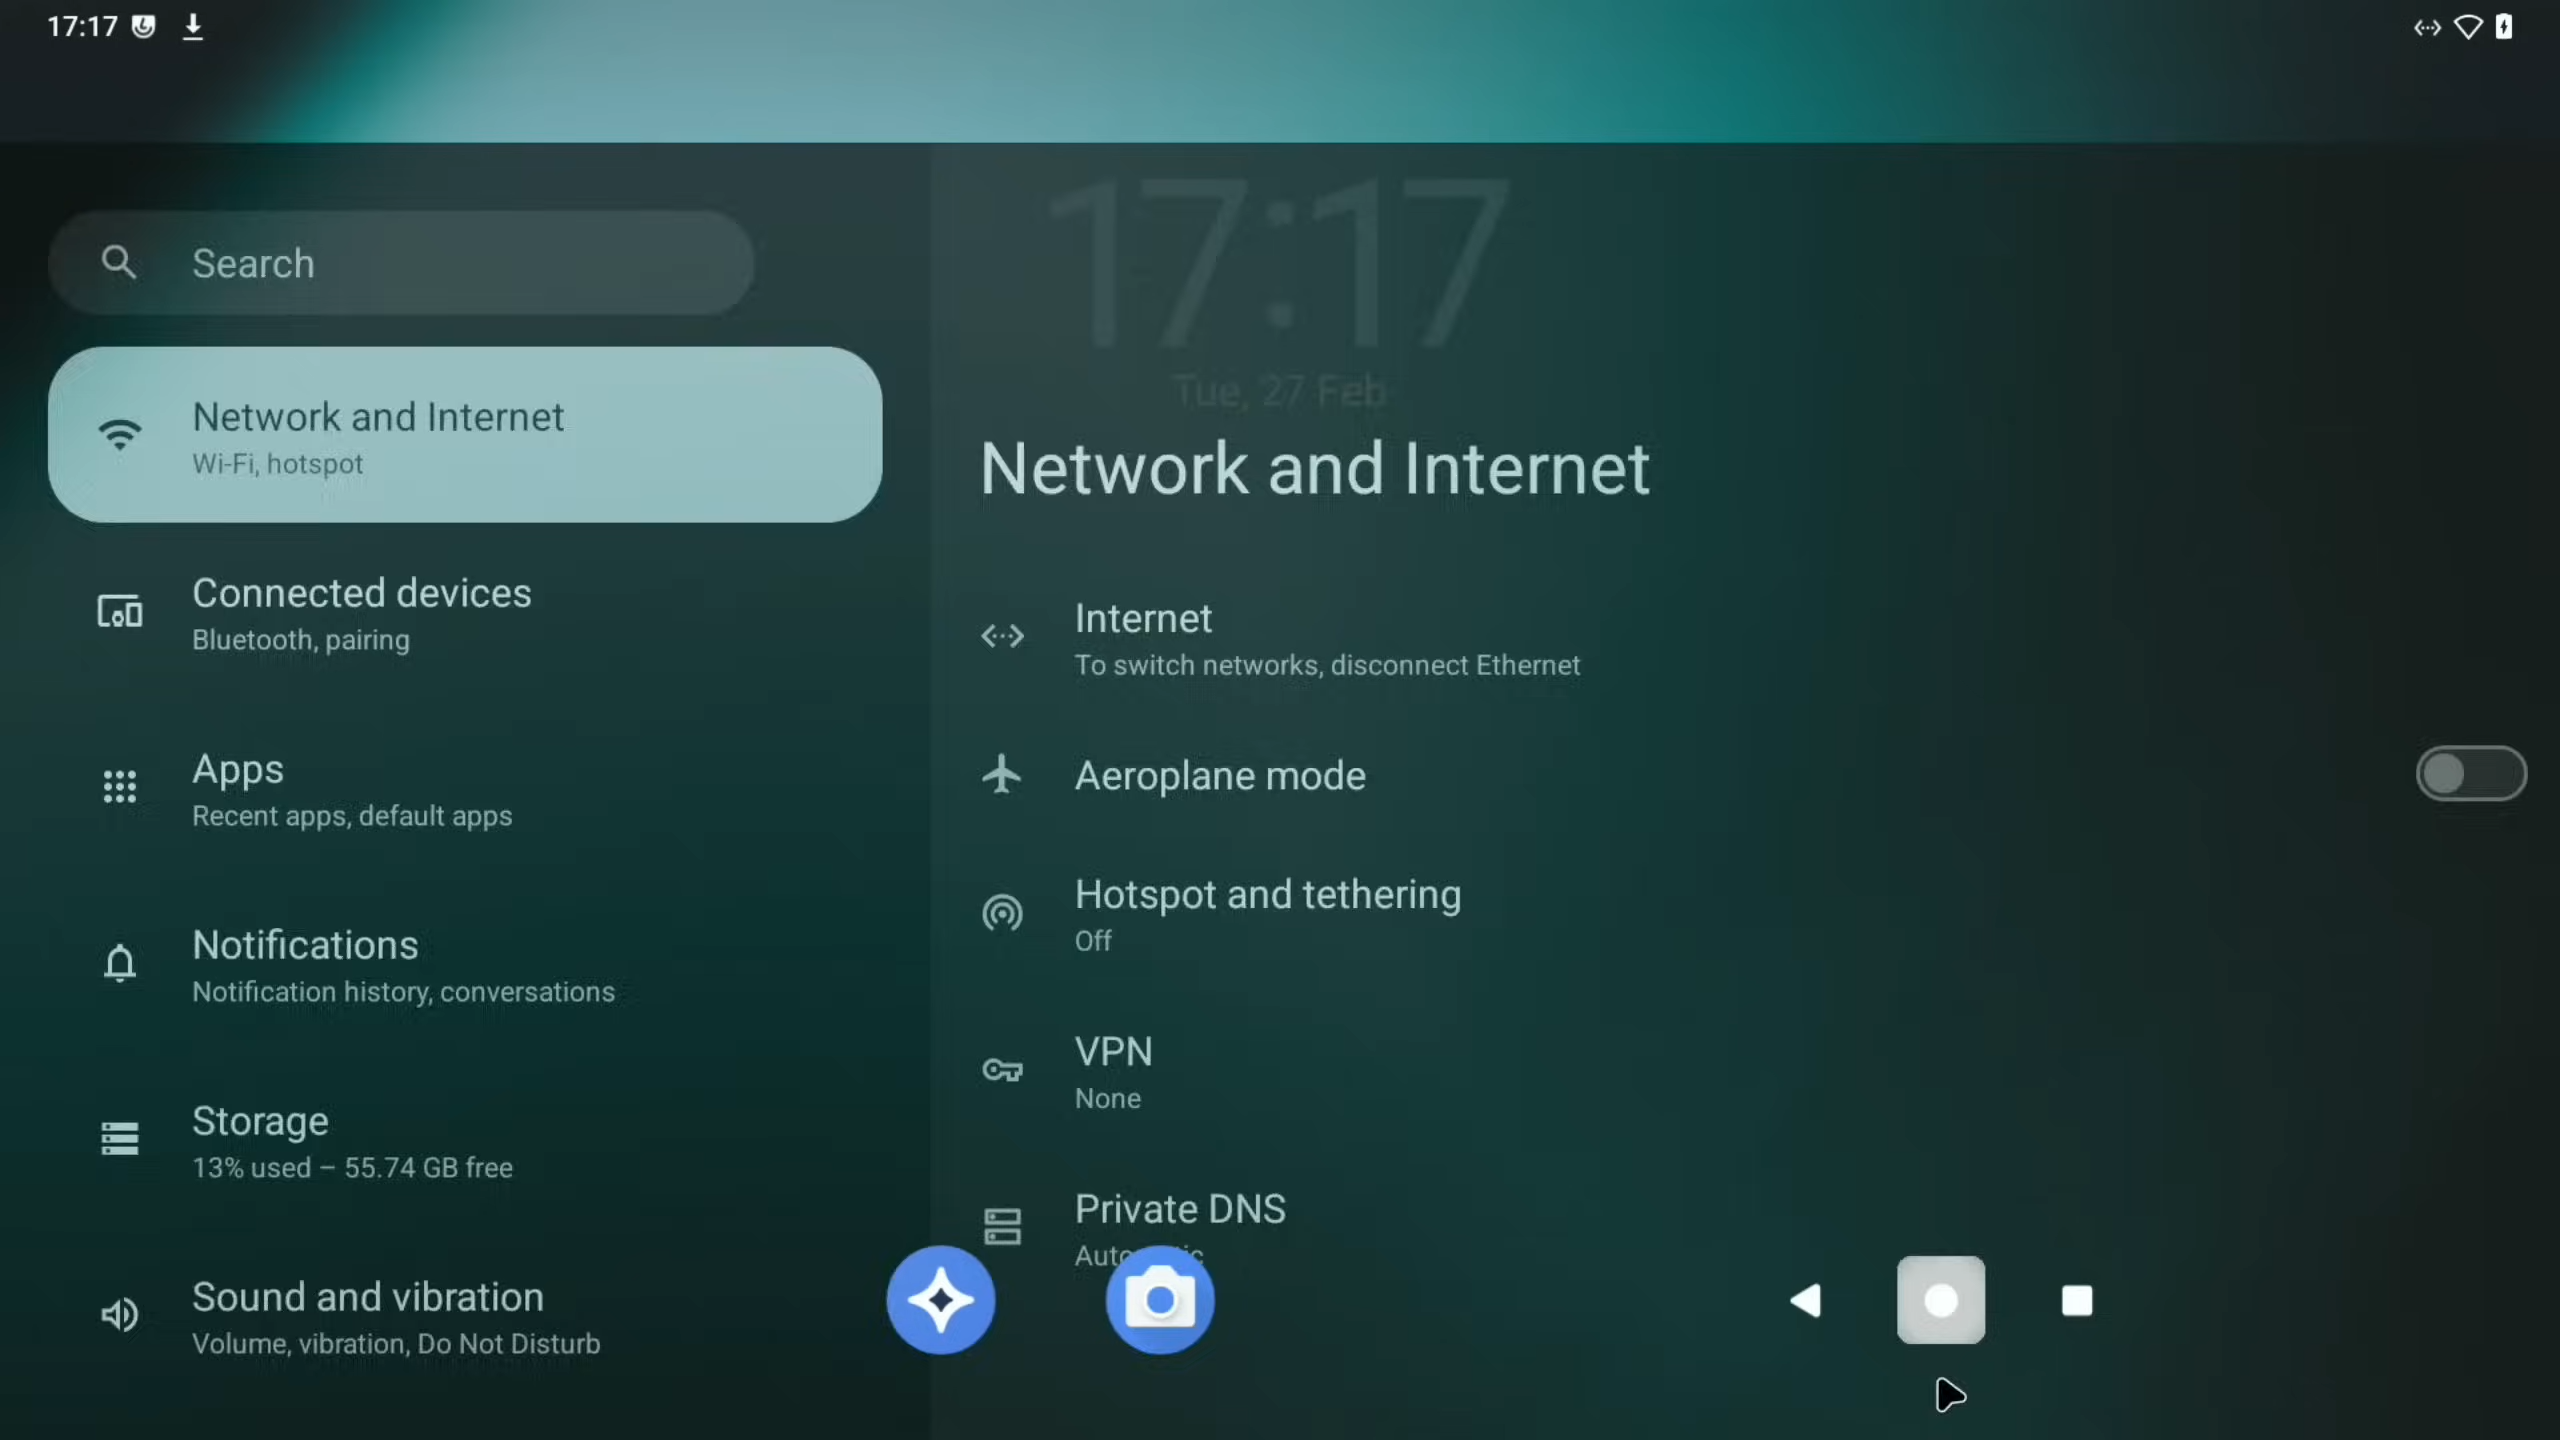 17:17
17:17
Tue, 27 Feb
Search
Network and Internet
Wi-Fi, hotspot
Connected devices
Bluetooth, pairing
Apps
Recent apps, default apps
Notifications
Notification history, conversations
Storage
13% used – 55.74 GB free
Sound and vibration
Volume, vibration, Do Not Disturb
Network and Internet
Internet
To switch networks, disconnect Ethernet
Aeroplane mode
Hotspot and tethering
Off
VPN
None
Private DNS